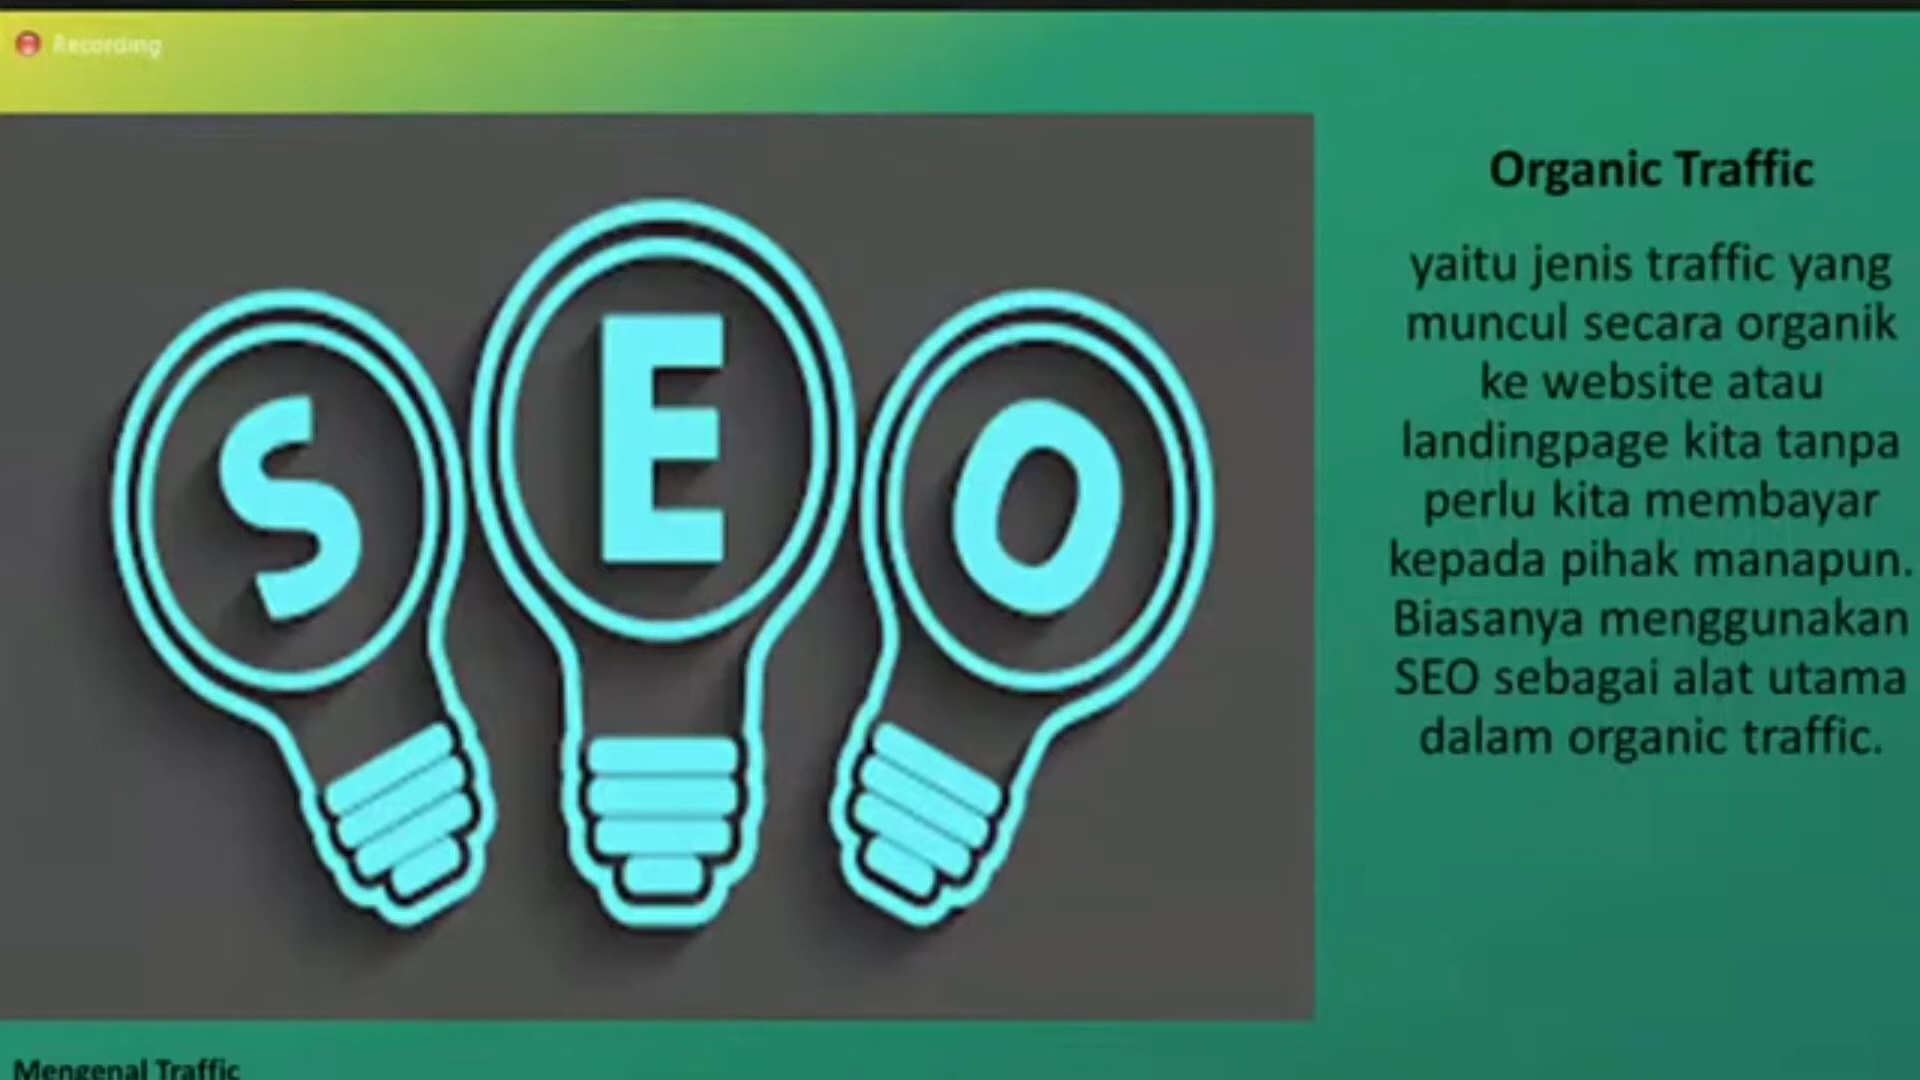 Recording
S E O
Organic Traffic
yaitu jenis traffic yang
muncul secara organik
ke website atau
landingpage kita tanpa
perlu kita membayar
kepada pihak manapun.
Biasanya menggunakan
SEO sebagai alat utama
dalam organic traffic.
Mengenal Traffic